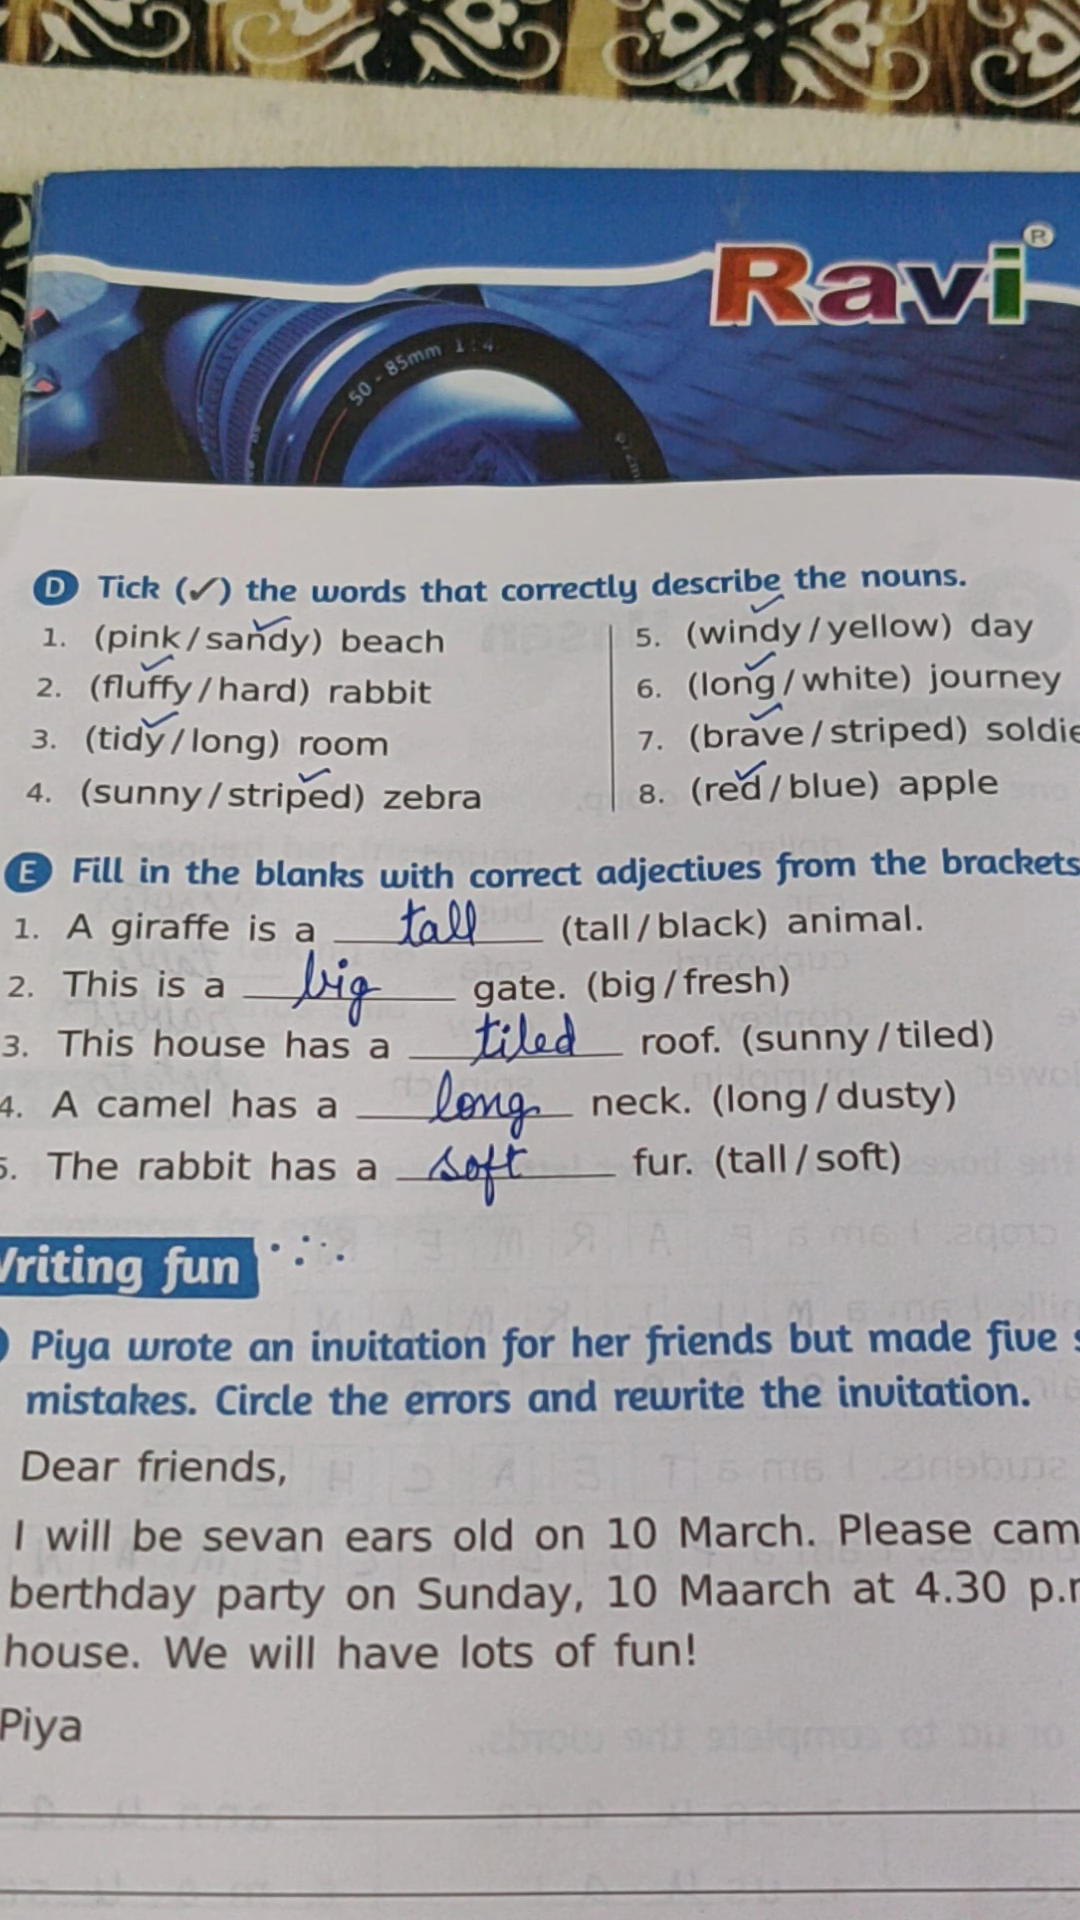 Ravi®
50 - 85mm 1:4
D Tick (✓) the words that correctly describe the nouns.
1. (pink/sandy) beach
2. (fluffy/hard) rabbit
3. (tidy/long) room
4. (sunny/striped) zebra
5. (windy/yellow) day
6. (long/white) journey
7. (brave/striped) soldie
8. (red/blue) apple
E Fill in the blanks with correct adjectives from the brackets
1. A giraffe is a tall (tall/black) animal.
2. This is a big gate. (big/fresh)
3. This house has a tiled roof. (sunny/tiled)
4. A camel has a long neck. (long/dusty)
5. The rabbit has a soft fur. (tall/soft)
Writing fun
Piya wrote an invitation for her friends but made five
mistakes. Circle the errors and rewrite the invitation.
Dear friends,
I will be sevan ears old on 10 March. Please cam
berthday party on Sunday, 10 Maarch at 4.30 p.
house. We will have lots of fun!
Piya